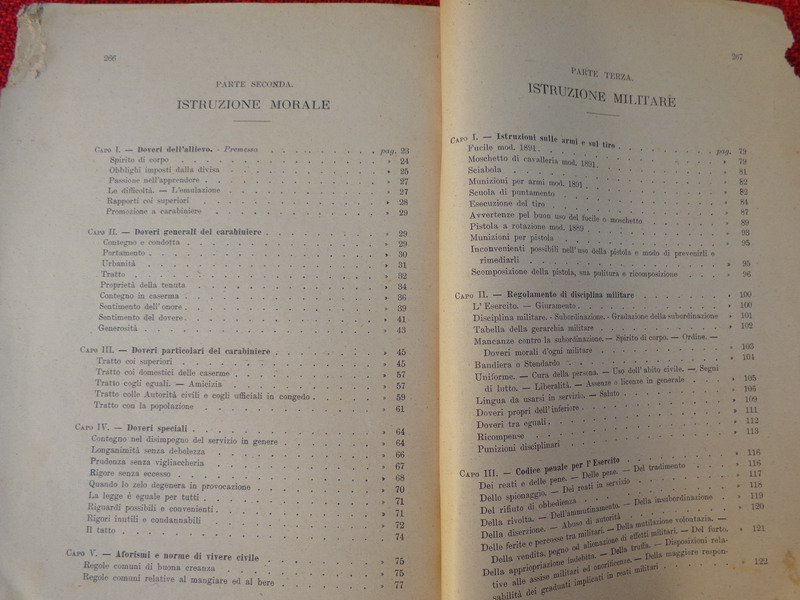 266
PARTE SECONDA.
ISTRUZIONE MORALE
CAPO I. — Doveri dell'allievo. - Premessa . . . pag. 23
Spirito di corpo . . . » 24
Obblighi imposti dalla divisa . . . » 25
Passione nell'apprendere . . . » 27
Le difficoltà. — L'emulazione . . . » 27
Rapporti coi superiori . . . » 28
Promozione a carabiniere . . . » 29
CAPO II. — Doveri generali del carabiniere . . . » 29
Contegno e condotta . . . » 29
Portamento . . . » 30
Urbanità . . . » 31
Tratto . . . » 32
Proprietà della tenuta . . . » 34
Contegno in caserma . . . » 36
Sentimento dell'onore . . . » 39
Sentimento del dovere . . . » 41
Generosità . . . » 43
CAPO III. — Doveri particolari del carabiniere . . . » 45
Tratto coi superiori . . . » 45
Tratto coi domestici delle caserme . . . » 57
Tratto cogli eguali. — Amicizia . . . » 57
Tratto colle Autorità civili e cogli ufficiali in congedo . . . » 59
Tratto con la popolazione . . . » 61
CAPO IV. — Doveri speciali . . . » 64
Contegno nel disimpegno del servizio in genere . . . » 64
Longanimità senza debolezza . . . » 66
Prudenza senza vigliaccheria . . . » 67
Rigore senza eccesso . . . » 68
Quando lo zelo degenera in provocazione . . . » 70
La legge è eguale per tutti . . . » 71
Riguardi possibili e convenienti . . . » 71
Rigori inutili e condannabili . . . » 72
Il tatto . . . » 74
CAPO V. — Aforismi e norme di vivere civile . . . » 75
Regole comuni di buona creanza . . . » 75
Regole comuni relative al mangiare ed al bere . . . » 77
267
PARTE TERZA.
ISTRUZIONE MILITARE
CAPO I. — Istruzioni sulle armi e sul tiro . . . pag. 79
Fucile mod. 1891 . . . » 79
Moschetto di cavalleria mod. 1891 . . . » 81
Sciabola . . . » 82
Munizioni per armi mod. 1891 . . . » 82
Scuola di puntamento . . . » 84
Esecuzione del tiro . . . » 87
Avvertenze pel buon uso del fucile o moschetto . . . » 89
Pistola a rotazione mod. 1889 . . . » 93
Munizioni per pistola . . . » 95
Inconvenienti possibili nell'uso della pistola e modo di prevenirli e
rimediarli . . . » 95
Scomposizione della pistola, sua pulitura e ricomposizione . . . » 96
CAPO II. — Regolamento di disciplina militare . . . » 100
L'Esercito. — Giuramento . . . » 100
Disciplina militare. - Subordinazione. - Gradazione della subordinazione » 101
Tabella della gerarchia militare . . . » 102
Mancanze contro la subordinazione. — Spirito di corpo. — Ordine. —
Doveri morali d'ogni militare . . . » 103
Bandiera o Stendardo . . . » 104
Uniforme. — Cura della persona. — Uso dell'abito civile. — Segni
di lutto. — Liberalità. — Assenze o licenze in generale . . . » 105
Lingua da usarsi in servizio. — Saluto . . . » 106
Doveri propri dell'inferiore . . . » 109
Doveri tra eguali . . . » 111
Ricompense . . . » 112
Punizioni disciplinari . . . » 113
CAPO III. — Codice penale per l'Esercito . . . » 116
Dei reati e delle pene. — Delle pene. — Del tradimento . . . » 116
Dello spionaggio. — Dei reati in servizio . . . » 117
Del rifiuto di obbedienza . . . » 118
Della rivolta. — Dell'ammutinamento. — Della insubordinazione . . . » 119
Della diserzione. — Abuso di autorità . . . » 120
Delle ferite e percosse tra militari. — Della mutilazione volontazia. —
Della vendita, pegno od alienazione di effetti militari. — Del furto. » 121
Della appropriazione indebita. — Della truffa. — Disposizioni rela-
tive alle assise militari ed onorificenze. — Della maggiore respon-
sabilità dei graduati implicati in reati militari . . . » 122